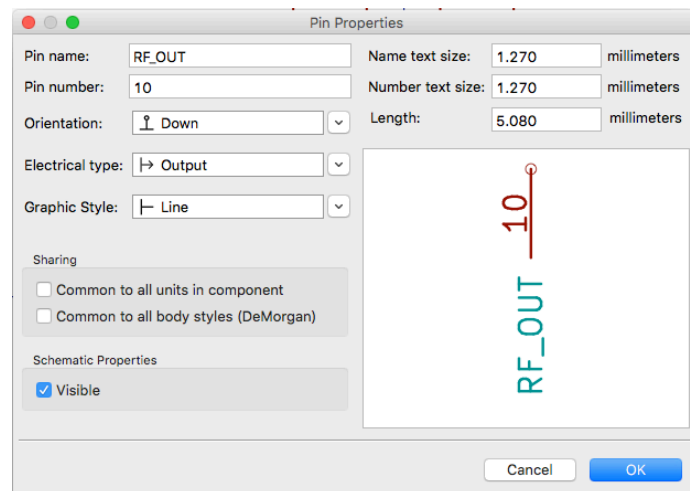 Pin Properties
Pin name:
RF_OUT
Name text size:
1.270
millimeters
Pin number:
10
Number text size:
1.270
millimeters
Orientation:
Down
Length:
5.080
millimeters
Electrical type:
Output
Graphic Style:
Line
10
RF_OUT
Sharing
Common to all units in component
Common to all body styles (DeMorgan)
Schematic Properties
Visible
Cancel
OK